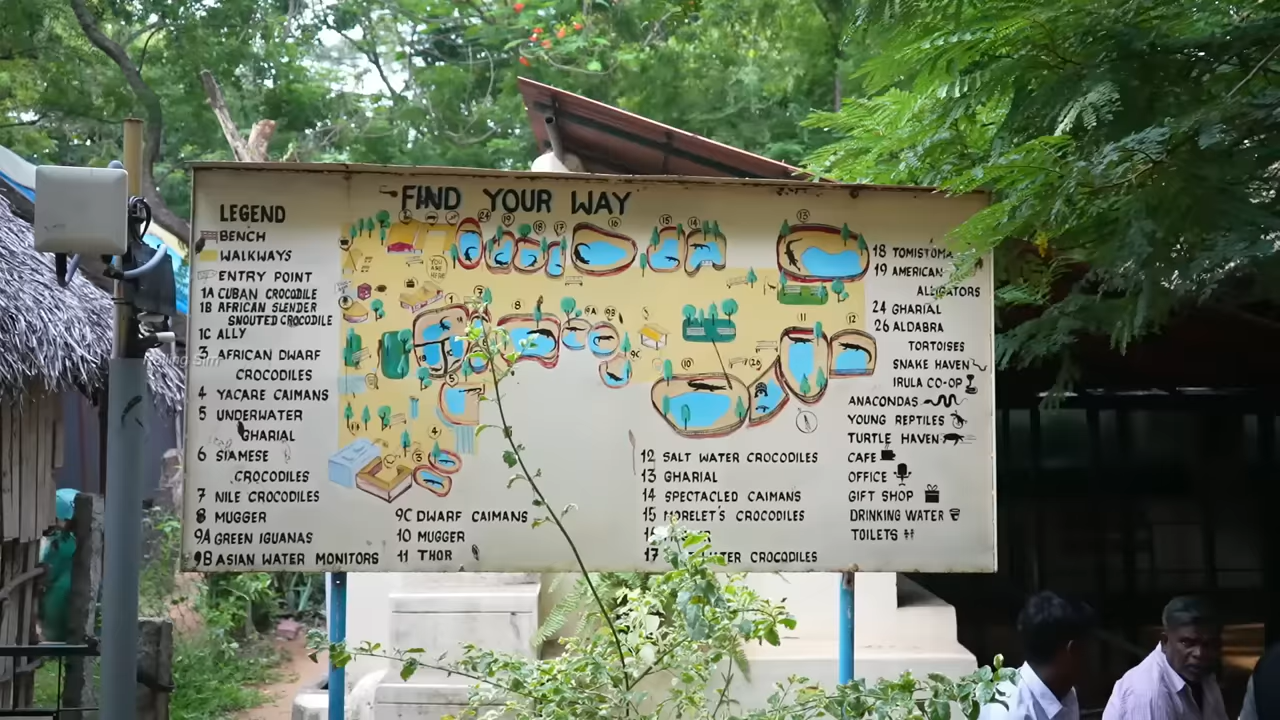 FIND YOUR WAY
LEGEND
BENCH
WALKWAYS
ENTRY POINT
1A CUBAN CROCODILE
1B AFRICAN SLENDER
SNOUTED CROCODILE
1C ALLY
3 AFRICAN DWARF
CROCODILES
4 YACARE CAIMANS
5 UNDERWATER
GHARIAL
6 SIAMESE
CROCODILES
7 NILE CROCODILES
8 MUGGER
9A GREEN IGUANAS
9B ASIAN WATER MONITORS
9C DWARF CAIMANS
10 MUGGER
11 THOR
YOU ARE HERE
12 SALT WATER CROCODILES
13 GHARIAL
14 SPECTACLED CAIMANS
15 MORELET'S CROCODILES
17 WATER CROCODILES
18 TOMISTOMA
19 AMERICAN
ALLIGATORS
24 GHARIAL
26 ALDABRA
TORTOISES
SNAKE HAVEN
IRULA CO-OP
ANACONDAS
YOUNG REPTILES
TURTLE HAVEN
CAFE
OFFICE
GIFT SHOP
DRINKING WATER
TOILETS